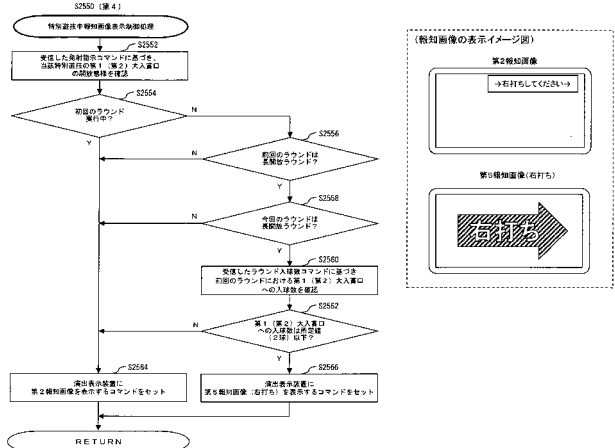 S2550（第４）
特別遊技中報知画像表示制御処理
S2552
受信した発射指示コマンドに基づき、
当該特別遊技の第１（第２）大入賞口
の開放態様を確認
S2554
初回のラウンド
実行中？
N
Y
S2556
前回のラウンドは
長開放ラウンド？
N
Y
S2558
今回のラウンドは
長開放ラウンド？
N
Y
S2560
受信したラウンド入球数コマンドに基づき
前回のラウンドにおける第１（第２）大入賞口
への入球数を確認
S2562
第１（第２）大入賞口
への入球数は所定値
（２球）以下？
N
Y
S2564
演出表示装置に
第２報知画像を表示するコマンドをセット
S2566
演出表示装置に
第５報知画像（右打ち）を表示するコマンドをセット
RETURN
（報知画像の表示イメージ図）
第２報知画像
→右打ちしてください→
第５報知画像（右打ち）
右打ち